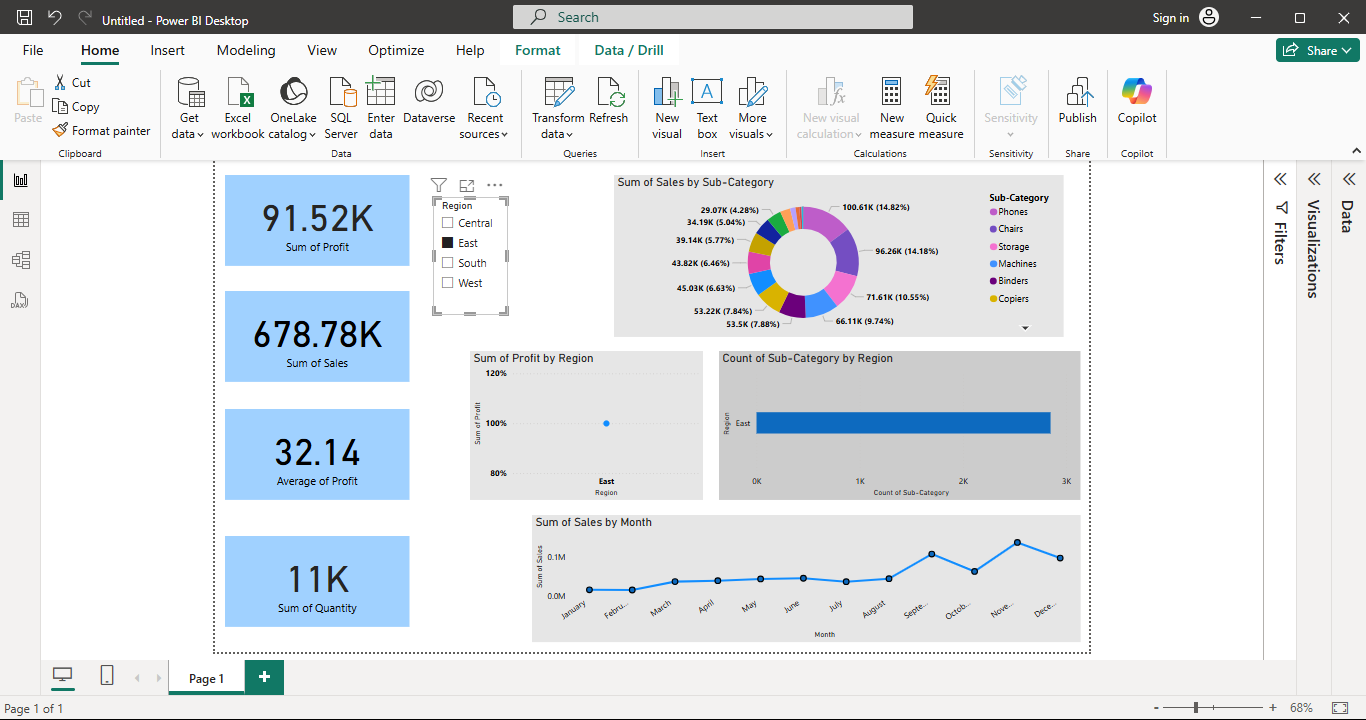 Untitled - Power BI Desktop
Search
Sign in
File
Home
Insert
Modeling
View
Optimize
Help
Format
Data / Drill
Share
Paste
Cut
Copy
Format painter
Clipboard
Get data
Excel workbook
OneLake catalog
SQL Server
Enter data
Dataverse
Recent sources
Data
Transform data
Refresh
Queries
New visual
Text box
More visuals
Insert
New visual calculation
New measure
Quick measure
Calculations
Sensitivity
Sensitivity
Publish
Share
Copilot
Copilot
DAX
91.52K
Sum of Profit
678.78K
Sum of Sales
32.14
Average of Profit
11K
Sum of Quantity
Region
Central
East
South
West
Sum of Sales by Sub-Category
100.61K (14.82%)
96.26K (14.18%)
71.61K (10.55%)
66.11K (9.74%)
53.5K (7.88%)
53.22K (7.84%)
45.03K (6.63%)
43.82K (6.46%)
39.14K (5.77%)
34.19K (5.04%)
29.07K (4.28%)
Sub-Category
Phones
Chairs
Storage
Machines
Binders
Copiers
Sum of Profit by Region
120%
100%
80%
Sum of Profit
East
Region
Count of Sub-Category by Region
Region
East
0K
1K
2K
3K
Count of Sub-Category
Sum of Sales by Month
Sum of Sales
0.1M
0.0M
January
Febru...
March
April
May
June
July
August
Septe...
Octob...
Nove...
Dece...
Month
Filters
Visualizations
Data
Page 1
+
Page 1 of 1
- + 68%